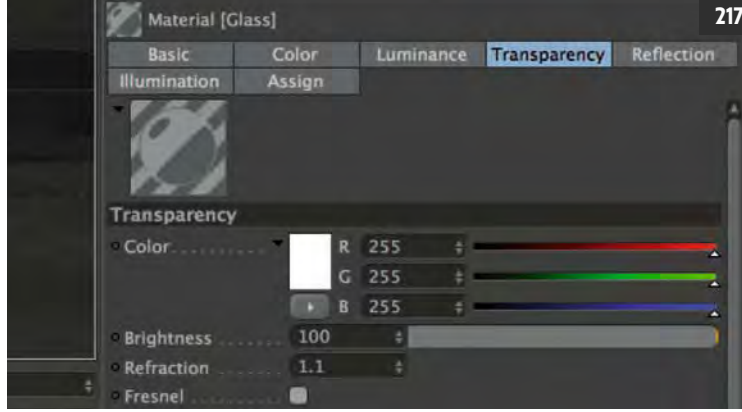 217
Material [Glass]
Basic Color Luminance Transparency Reflection
Illumination Assign
Transparency
Color R 255
G 255
B 255
Brightness 100
Refraction 1.1
Fresnel